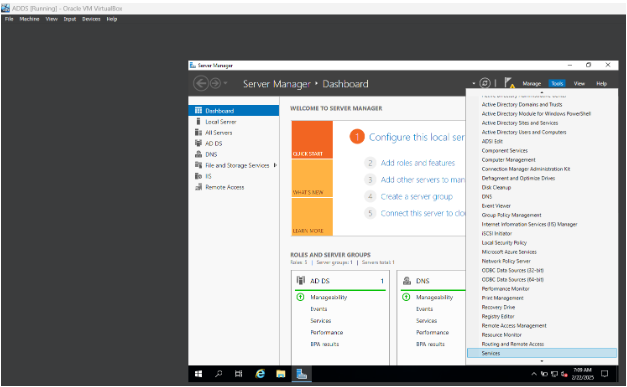 ADDS [Running] - Oracle VM VirtualBox
File Machine View Input Devices Help
Server Manager
Server Manager • Dashboard
Manage Tools View Help
Dashboard
Local Server
All Servers
AD DS
DNS
File and Storage Services
IIS
Remote Access
WELCOME TO SERVER MANAGER
QUICK START
WHAT'S NEW
LEARN MORE
1 Configure this local ser
2 Add roles and features
3 Add other servers to man
4 Create a server group
5 Connect this server to clo
ROLES AND SERVER GROUPS
Roles: 5 | Server groups: 1 | Servers total: 1
AD DS 1
Manageability
Events
Services
Performance
BPA results
DNS
Manageability
Events
Services
Performance
BPA results
Active Directory Domains and Trusts
Active Directory Module for Windows PowerShell
Active Directory Sites and Services
Active Directory Users and Computers
ADSI Edit
Component Services
Computer Management
Connection Manager Administration Kit
Defragment and Optimize Drives
Disk Cleanup
DNS
Event Viewer
Group Policy Management
Internet Information Services (IIS) Manager
iSCSI Initiator
Local Security Policy
Microsoft Azure Services
Network Policy Server
ODBC Data Sources (32-bit)
ODBC Data Sources (64-bit)
Performance Monitor
Print Management
Recovery Drive
Registry Editor
Remote Access Management
Resource Monitor
Routing and Remote Access
Services
7:09 AM
2/22/2025